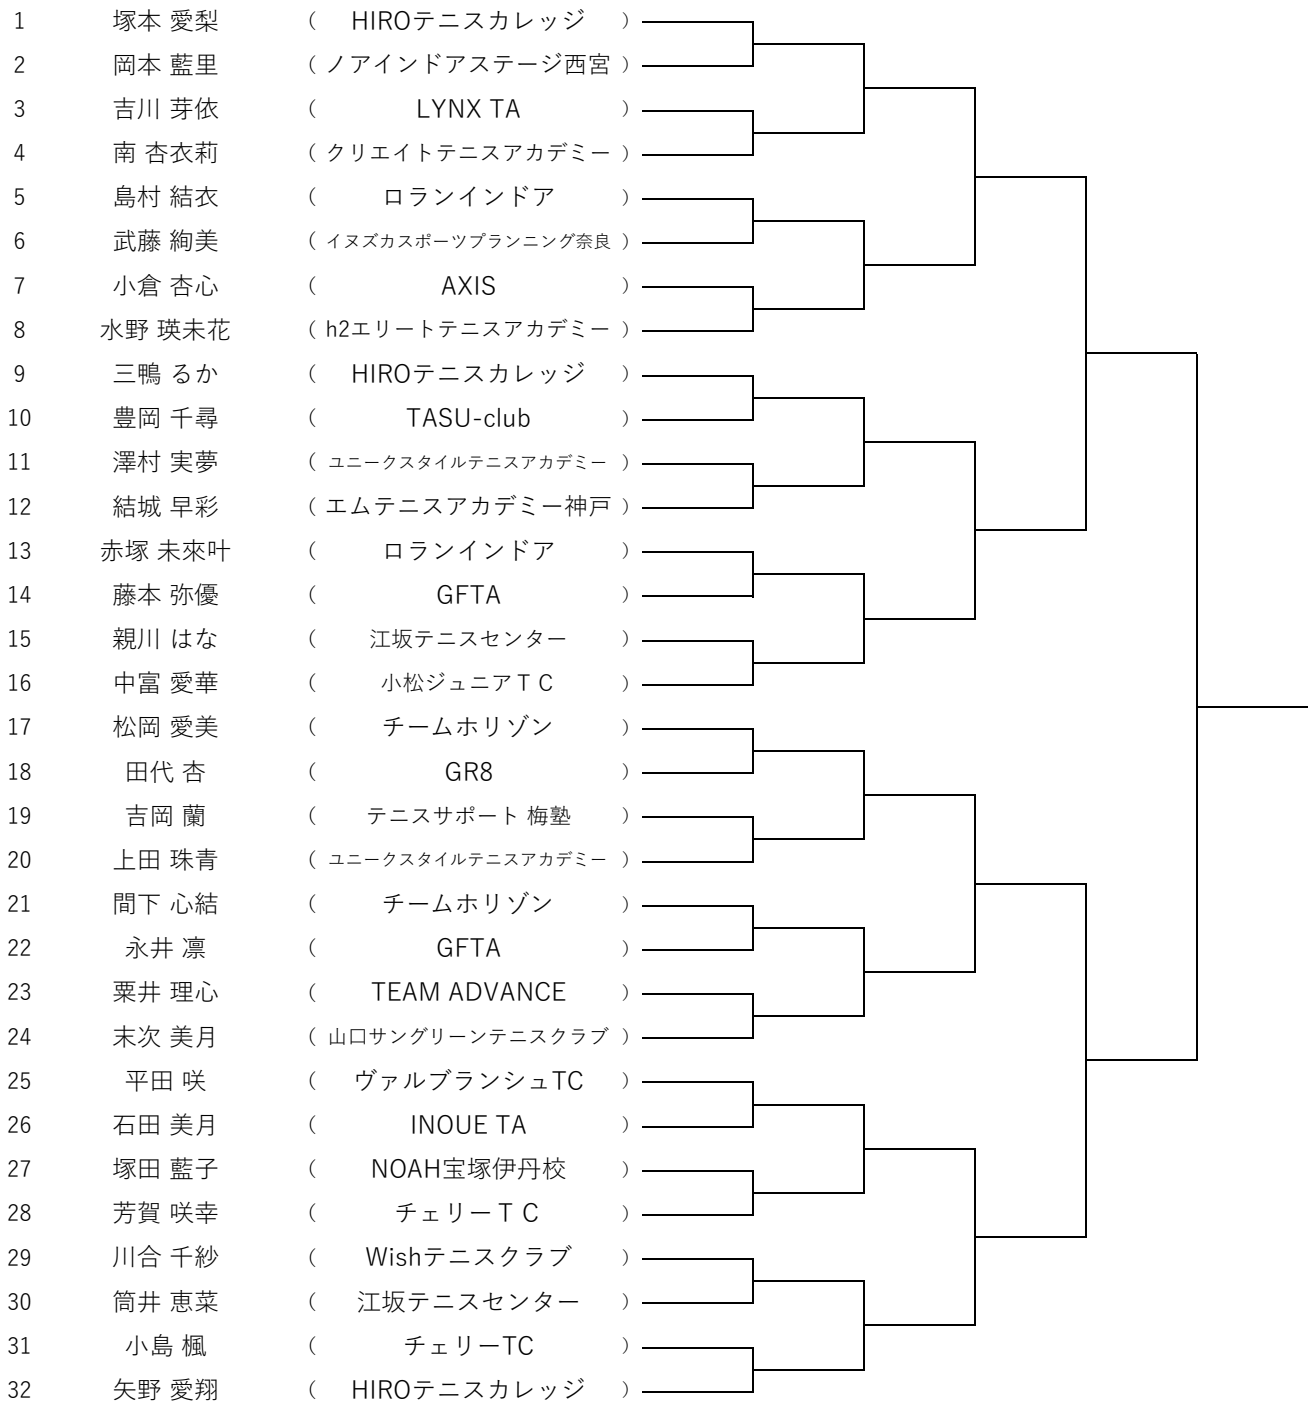 1 塚本 愛梨 ( HIROテニスカレッジ )
2 岡本 藍里 ( ノアインドアステージ西宮 )
3 吉川 芽依 ( LYNX TA )
4 南 杏衣莉 ( クリエイトテニスアカデミー )
5 島村 結衣 ( ロランインドア )
6 武藤 絢美 ( イヌズカスポーツプランニング奈良 )
7 小倉 杏心 ( AXIS )
8 水野 瑛未花 ( h2エリートテニスアカデミー )
9 三鴨 るか ( HIROテニスカレッジ )
10 豊岡 千尋 ( TASU-club )
11 澤村 実夢 ( ユニークスタイルテニスアカデミー )
12 結城 早彩 ( エムテニスアカデミー神戸 )
13 赤塚 未來叶 ( ロランインドア )
14 藤本 弥優 ( GFTA )
15 親川 はな ( 江坂テニスセンター )
16 中富 愛華 ( 小松ジュニアＴＣ )
17 松岡 愛美 ( チームホリゾン )
18 田代 杏 ( GR8 )
19 吉岡 蘭 ( テニスサポート 梅塾 )
20 上田 珠青 ( ユニークスタイルテニスアカデミー )
21 間下 心結 ( チームホリゾン )
22 永井 凛 ( GFTA )
23 粟井 理心 ( TEAM ADVANCE )
24 末次 美月 ( 山口サングリーンテニスクラブ )
25 平田 咲 ( ヴァルブランシュTC )
26 石田 美月 ( INOUE TA )
27 塚田 藍子 ( NOAH宝塚伊丹校 )
28 芳賀 咲幸 ( チェリーＴＣ )
29 川合 千紗 ( Wishテニスクラブ )
30 筒井 恵菜 ( 江坂テニスセンター )
31 小島 楓 ( チェリーTC )
32 矢野 愛翔 ( HIROテニスカレッジ )